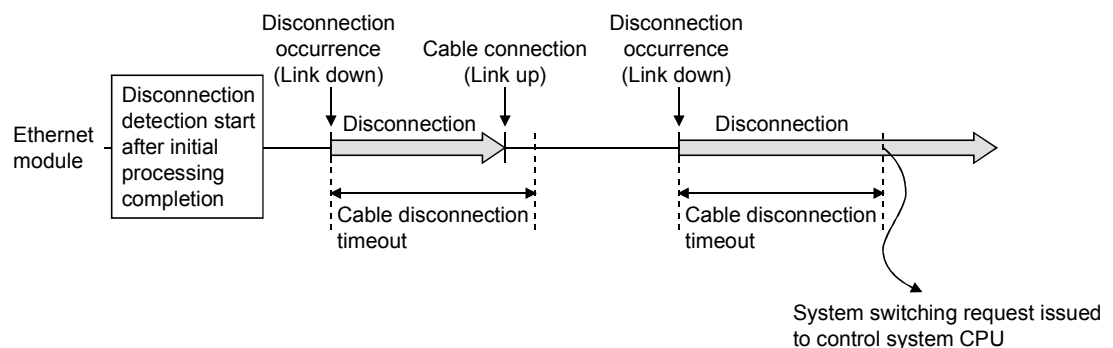 Disconnection
occurrence
(Link down)
Cable connection
(Link up)
Disconnection
occurrence
(Link down)
Ethernet
module
Disconnection
detection start
after initial
processing
completion
Disconnection
Disconnection
Cable disconnection
timeout
Cable disconnection
timeout
System switching request issued
to control system CPU